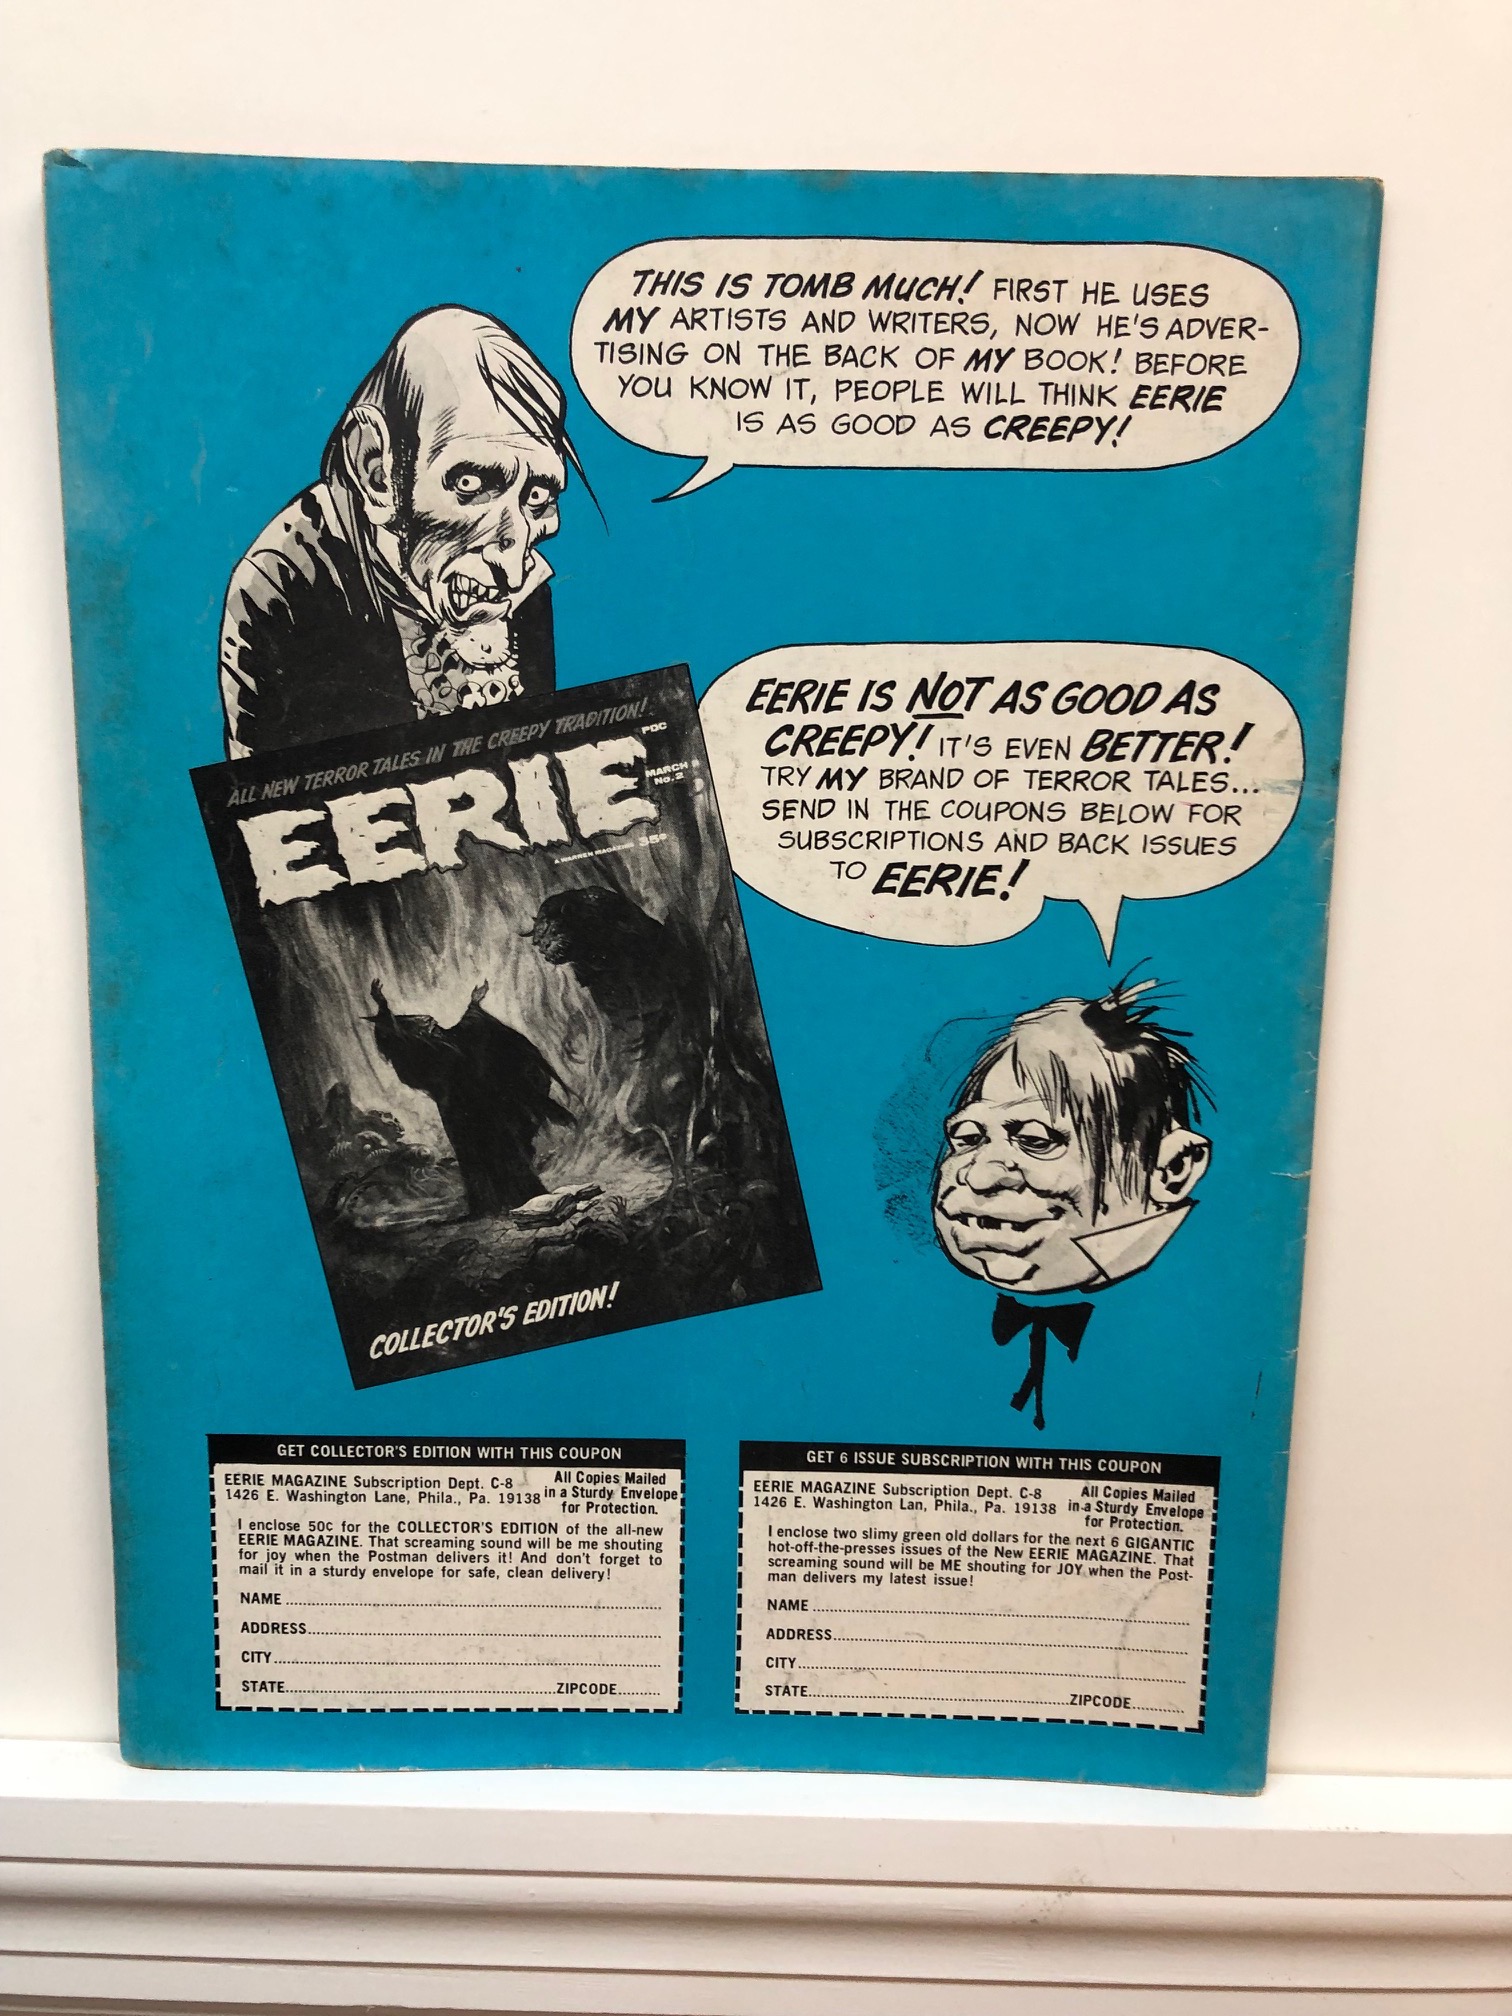 THIS IS TOMB MUCH! FIRST HE USES
MY ARTISTS AND WRITERS, NOW HE'S ADVER-
TISING ON THE BACK OF MY BOOK! BEFORE
YOU KNOW IT, PEOPLE WILL THINK EERIE
IS AS GOOD AS CREEPY!
EERIE IS NOT AS GOOD AS
CREEPY! IT'S EVEN BETTER!
TRY MY BRAND OF TERROR TALES...
SEND IN THE COUPONS BELOW FOR
SUBSCRIPTIONS AND BACK ISSUES
TO EERIE!
ALL NEW TERROR TALES IN THE CREEPY TRADITION!
PDC
MARCH
No. 2
EERIE
A WARREN MAGAZINE 35¢
COLLECTOR'S EDITION!
GET COLLECTOR'S EDITION WITH THIS COUPON
EERIE MAGAZINE Subscription Dept. C-8
1426 E. Washington Lane, Phila., Pa. 19138
All Copies Mailed
in a Sturdy Envelope
for Protection.
I enclose 50¢ for the COLLECTOR'S EDITION of the all-new
EERIE MAGAZINE. That screaming sound will be me shouting
for joy when the Postman delivers it! And don't forget to
mail it in a sturdy envelope for safe, clean delivery!
NAME
ADDRESS
CITY
STATE ZIPCODE
GET 6 ISSUE SUBSCRIPTION WITH THIS COUPON
EERIE MAGAZINE Subscription Dept. C-8
1426 E. Washington Lan, Phila., Pa. 19138
All Copies Mailed
in a Sturdy Envelope
for Protection.
I enclose two slimy green old dollars for the next 6 GIGANTIC
hot-off-the-presses issues of the New EERIE MAGAZINE. That
screaming sound will be ME shouting for JOY when the Post-
man delivers my latest issue!
NAME
ADDRESS
CITY
STATE ZIPCODE